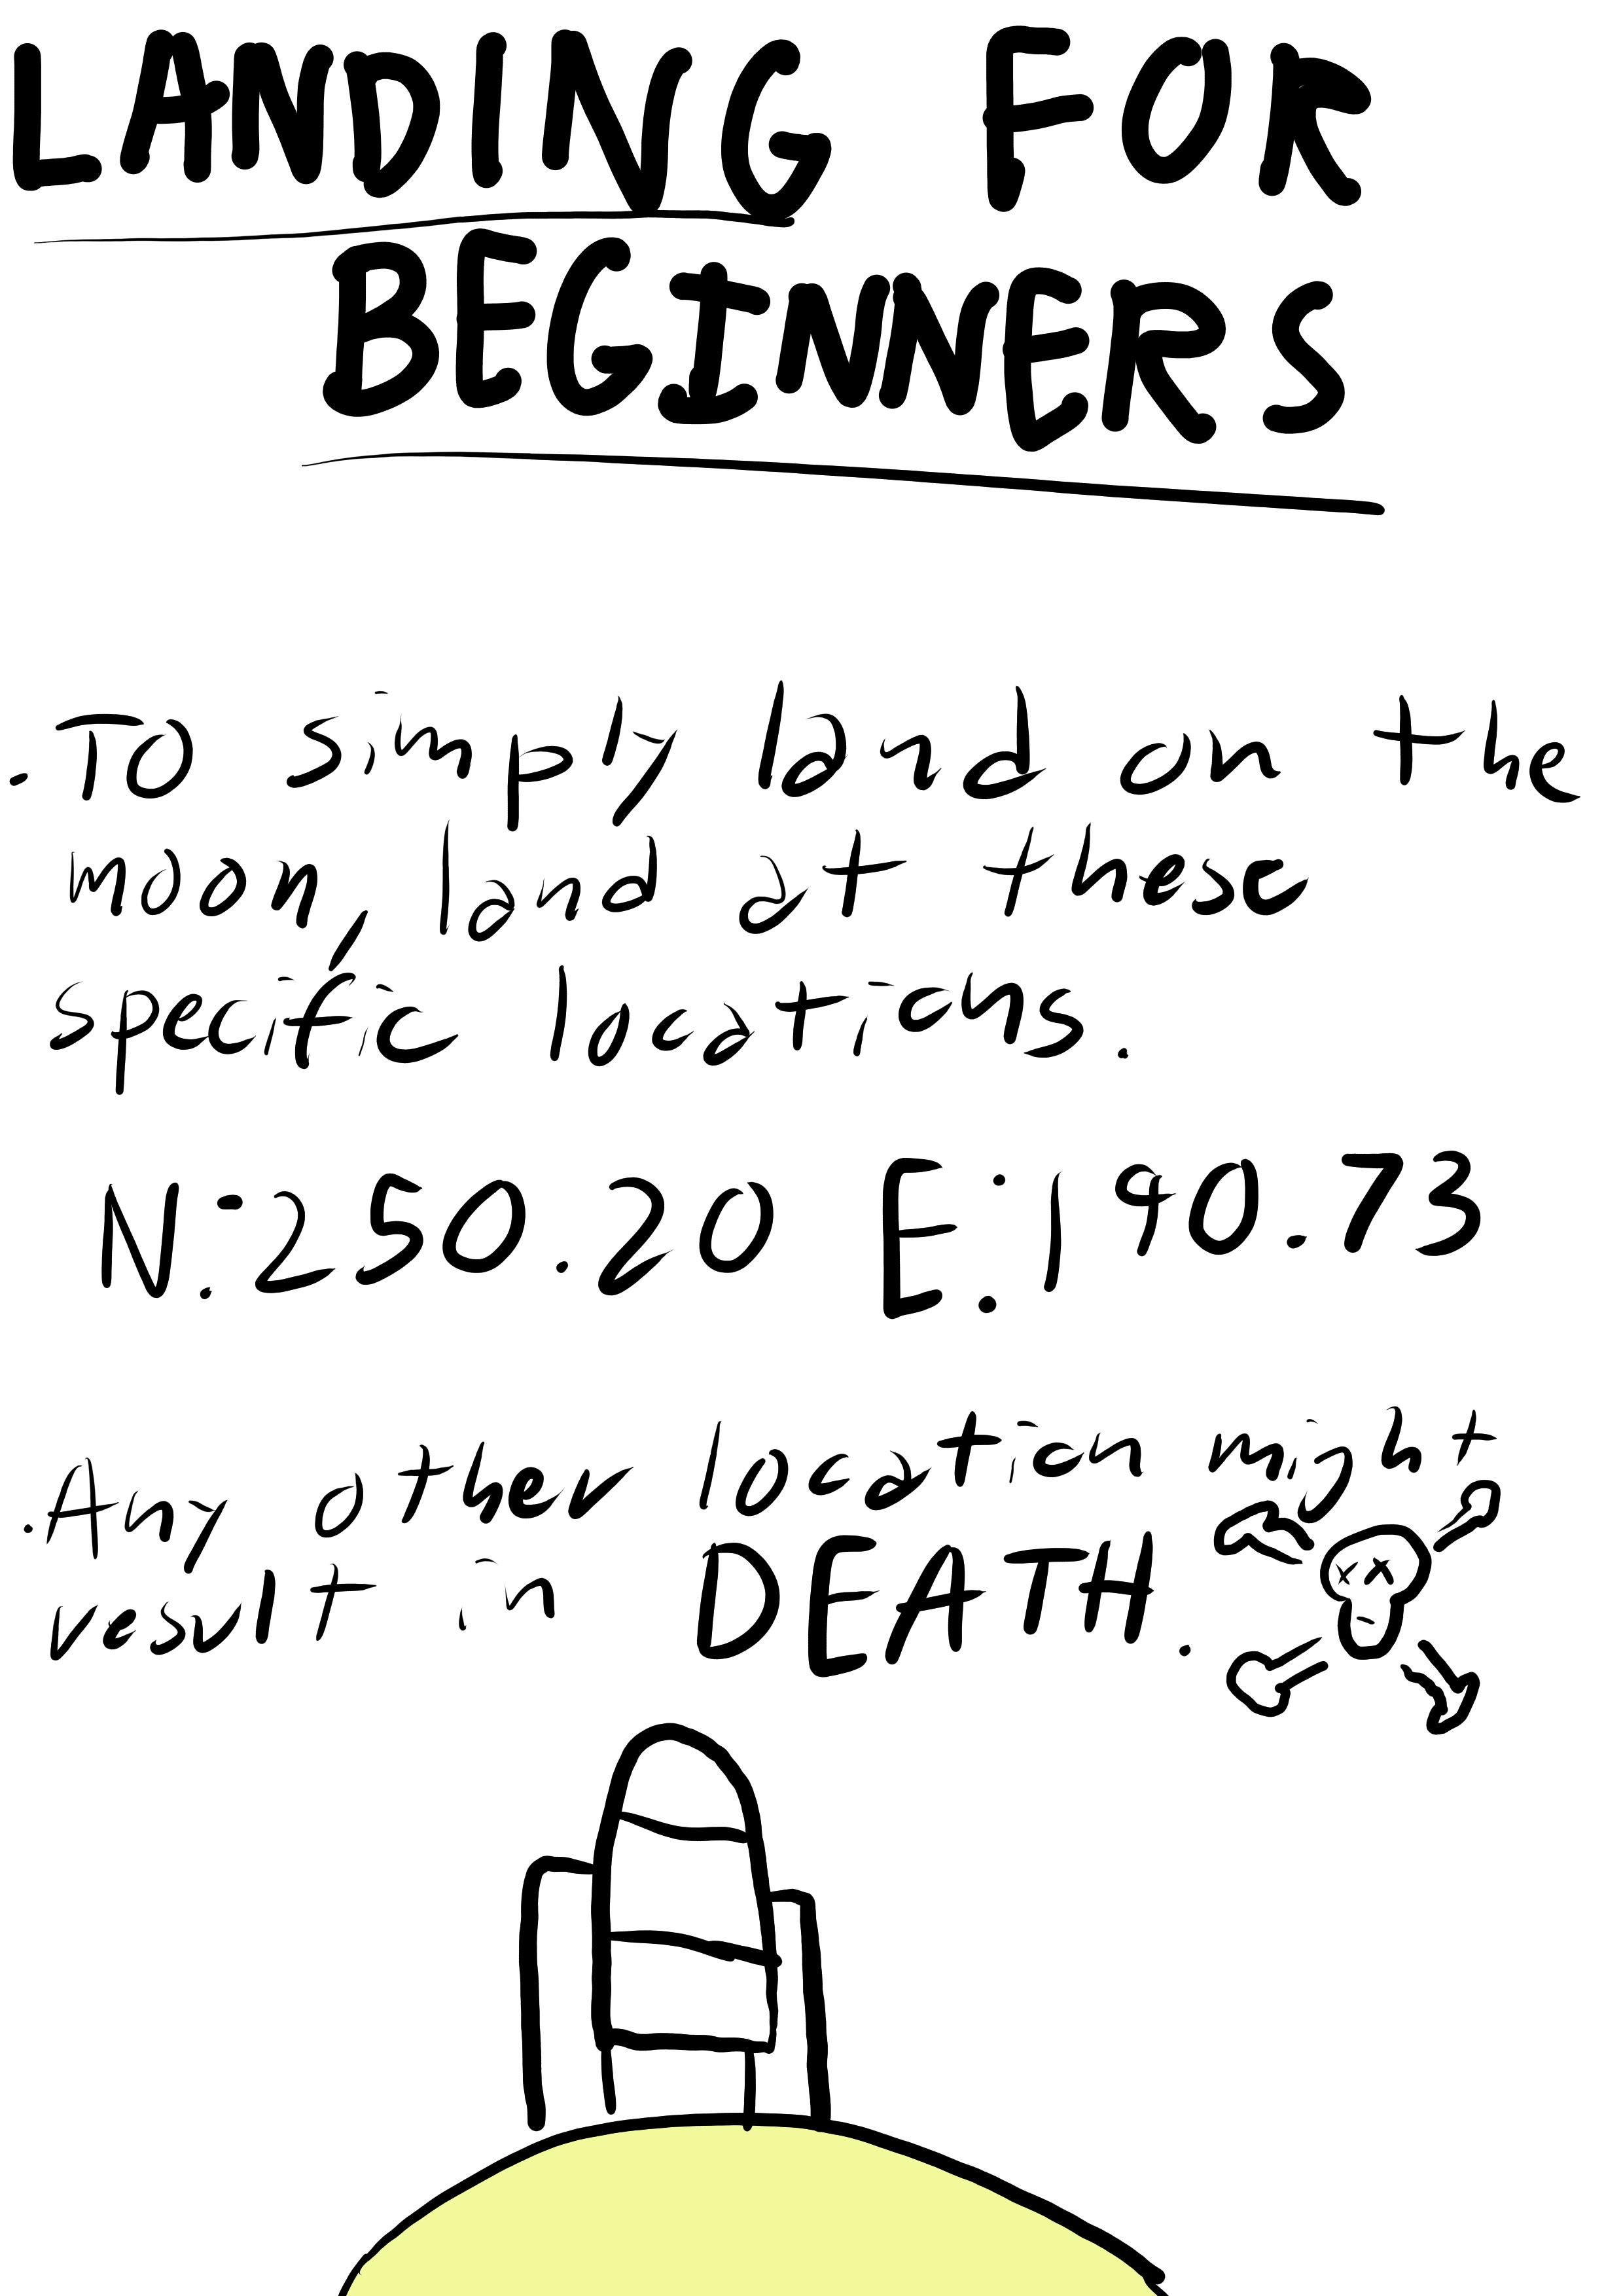 LANDING FOR
BEGINNERS
. To simply land on the
moon, land at these
specific locations.
N:250.20 E:190.73
.Any other location might
result in DEATH.